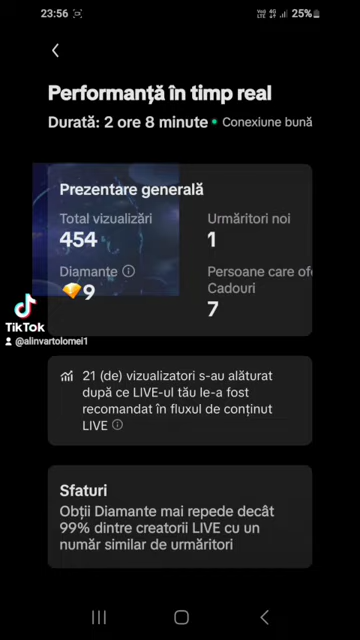 23:56
Vo) LTE 4G 25%
Performanță în timp real
Durată: 2 ore 8 minute • Conexiune bună
Prezentare generală
Total vizualizări
Urmăritori noi
454
1
Diamante
Persoane care ofe
Cadouri
9
7
TikTok
@alinvartolomei1
21 (de) vizualizatori s-au alăturat
după ce LIVE-ul tău le-a fost
recomandat în fluxul de conținut
LIVE
Sfaturi
Obții Diamante mai repede decât
99% dintre creatorii LIVE cu un
număr similar de urmăritori